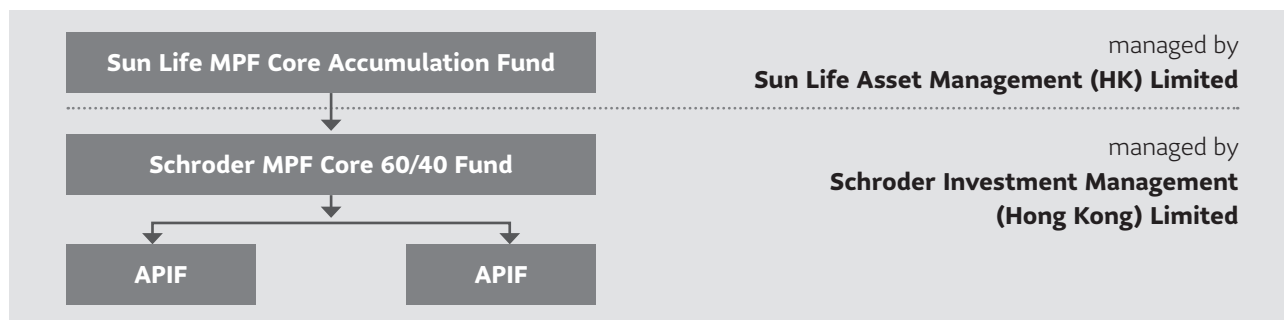 Sun Life MPF Core Accumulation Fund
managed by
Sun Life Asset Management (HK) Limited
Schroder MPF Core 60/40 Fund
managed by
Schroder Investment Management
(Hong Kong) Limited
APIF
APIF